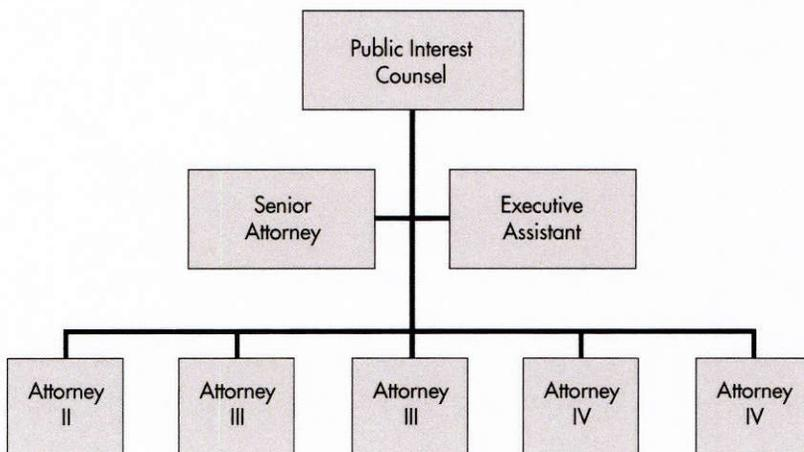 Public Interest
Counsel
Senior
Attorney
Executive
Assistant
Attorney
II
Attorney
III
Attorney
III
Attorney
IV
Attorney
IV